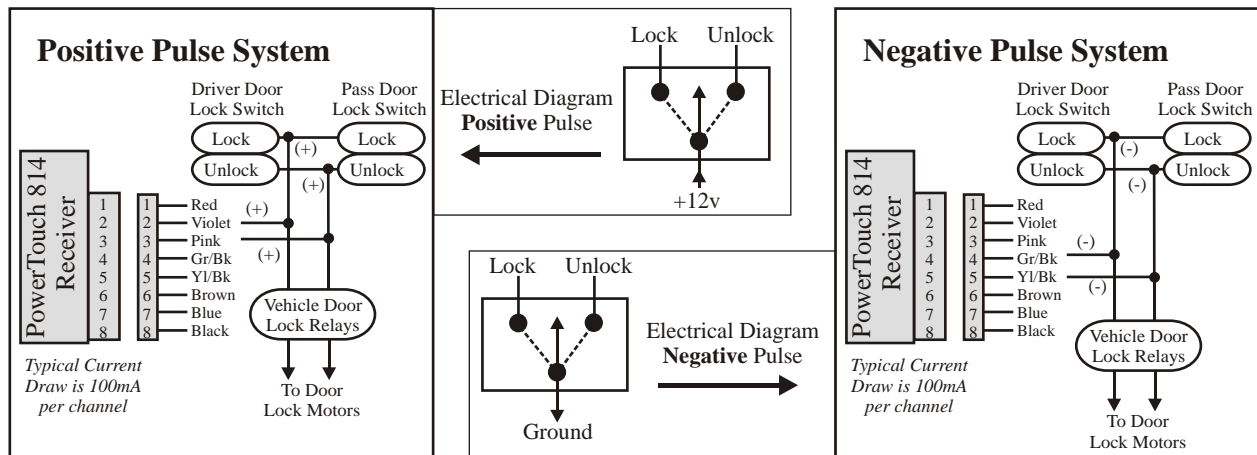 Positive Pulse System
Driver Door
Lock Switch
Pass Door
Lock Switch
Lock
(+)
Lock
Unlock
(+)
Unlock
PowerTouch 814
Receiver
1
2
3
4
5
6
7
8
1
2
3
4
5
6
7
8
Red
Violet
(+)
Pink
(+)
Gr/Bk
Yl/Bk
Brown
Blue
Black
Vehicle Door
Lock Relays
Typical Current
Draw is 100mA
per channel
To Door
Lock Motors
Lock
Unlock
Electrical Diagram
Positive Pulse
+12v
Lock
Unlock
Electrical Diagram
Negative Pulse
Ground
Negative Pulse System
Driver Door
Lock Switch
Pass Door
Lock Switch
Lock
(-)
Lock
Unlock
(-)
Unlock
PowerTouch 814
Receiver
1
2
3
4
5
6
7
8
1
2
3
4
5
6
7
8
Red
Violet
Pink
(-)
Gr/Bk
Yl/Bk
(-)
Brown
Blue
Black
Vehicle Door
Lock Relays
Typical Current
Draw is 100mA
per channel
To Door
Lock Motors